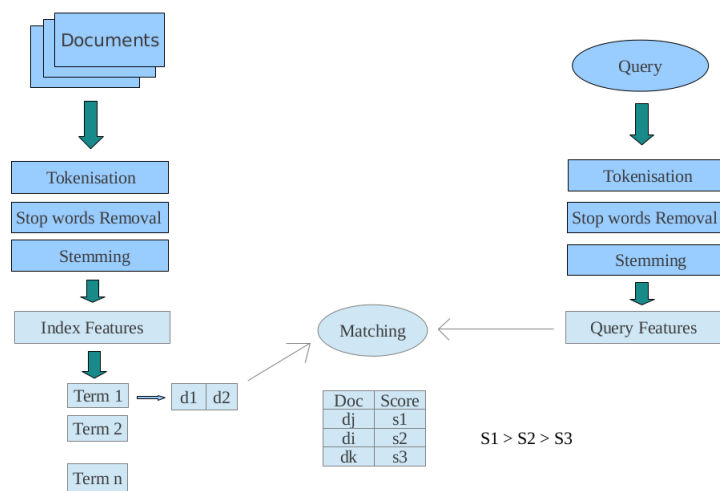 Documents
Query
Tokenisation
Stop words Removal
Stemming
Index Features
Term 1
d1 d2
Term 2
Term n
Tokenisation
Stop words Removal
Stemming
Query Features
Matching
Doc Score
dj s1
di s2
dk s3
S1 > S2 > S3